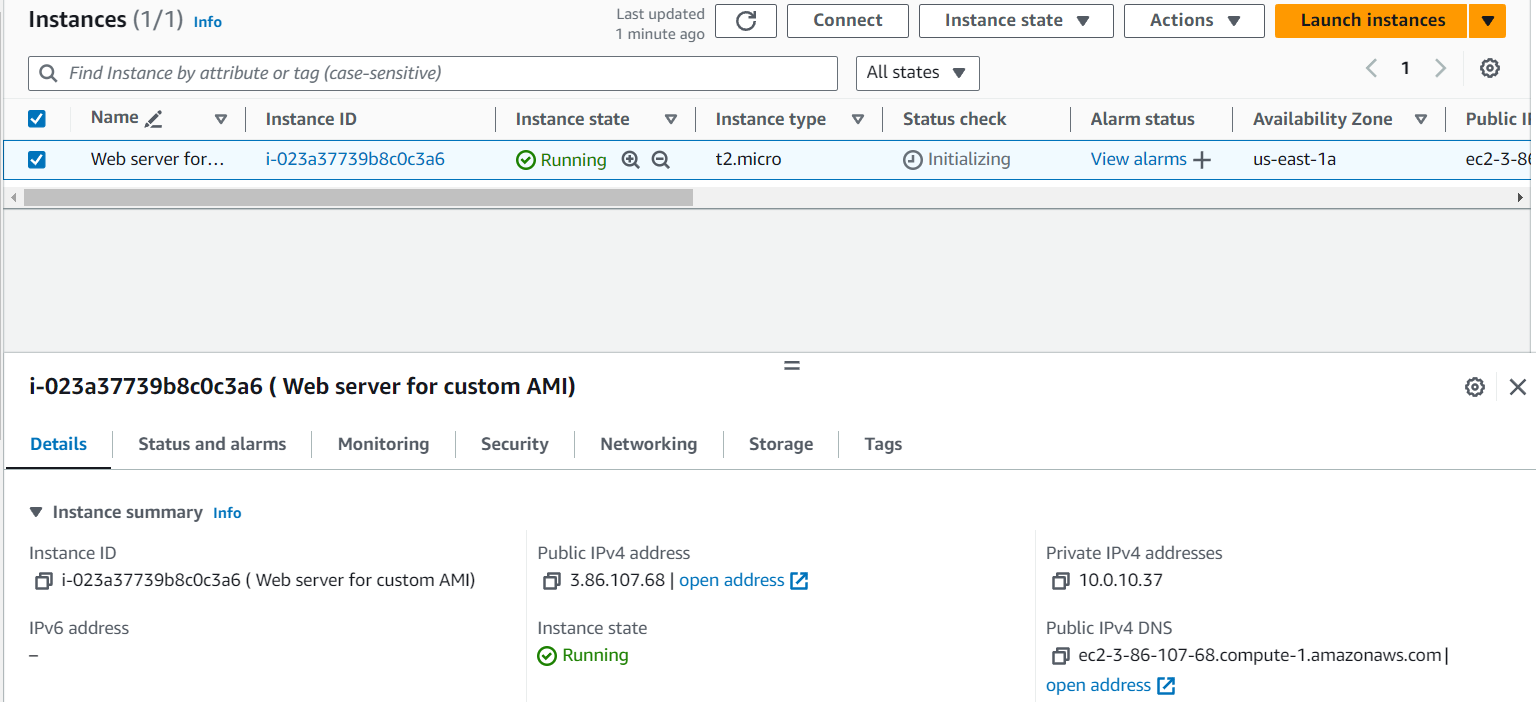 Instances (1/1) Info
Last updated
1 minute ago
Connect
Instance state
Actions
Launch instances
Find Instance by attribute or tag (case-sensitive)
All states
1
Name Instance ID Instance state Instance type Status check Alarm status Availability Zone Public
Web server for... i-023a37739b8c0c3a6 Running t2.micro Initializing View alarms + us-east-1a ec2-3-86
i-023a37739b8c0c3a6 ( Web server for custom AMI)
Details Status and alarms Monitoring Security Networking Storage Tags
Instance summary Info
Instance ID
i-023a37739b8c0c3a6 ( Web server for custom AMI)
Public IPv4 address
3.86.107.68 | open address
Private IPv4 addresses
10.0.10.37
IPv6 address
–
Instance state
Running
Public IPv4 DNS
ec2-3-86-107-68.compute-1.amazonaws.com |
open address